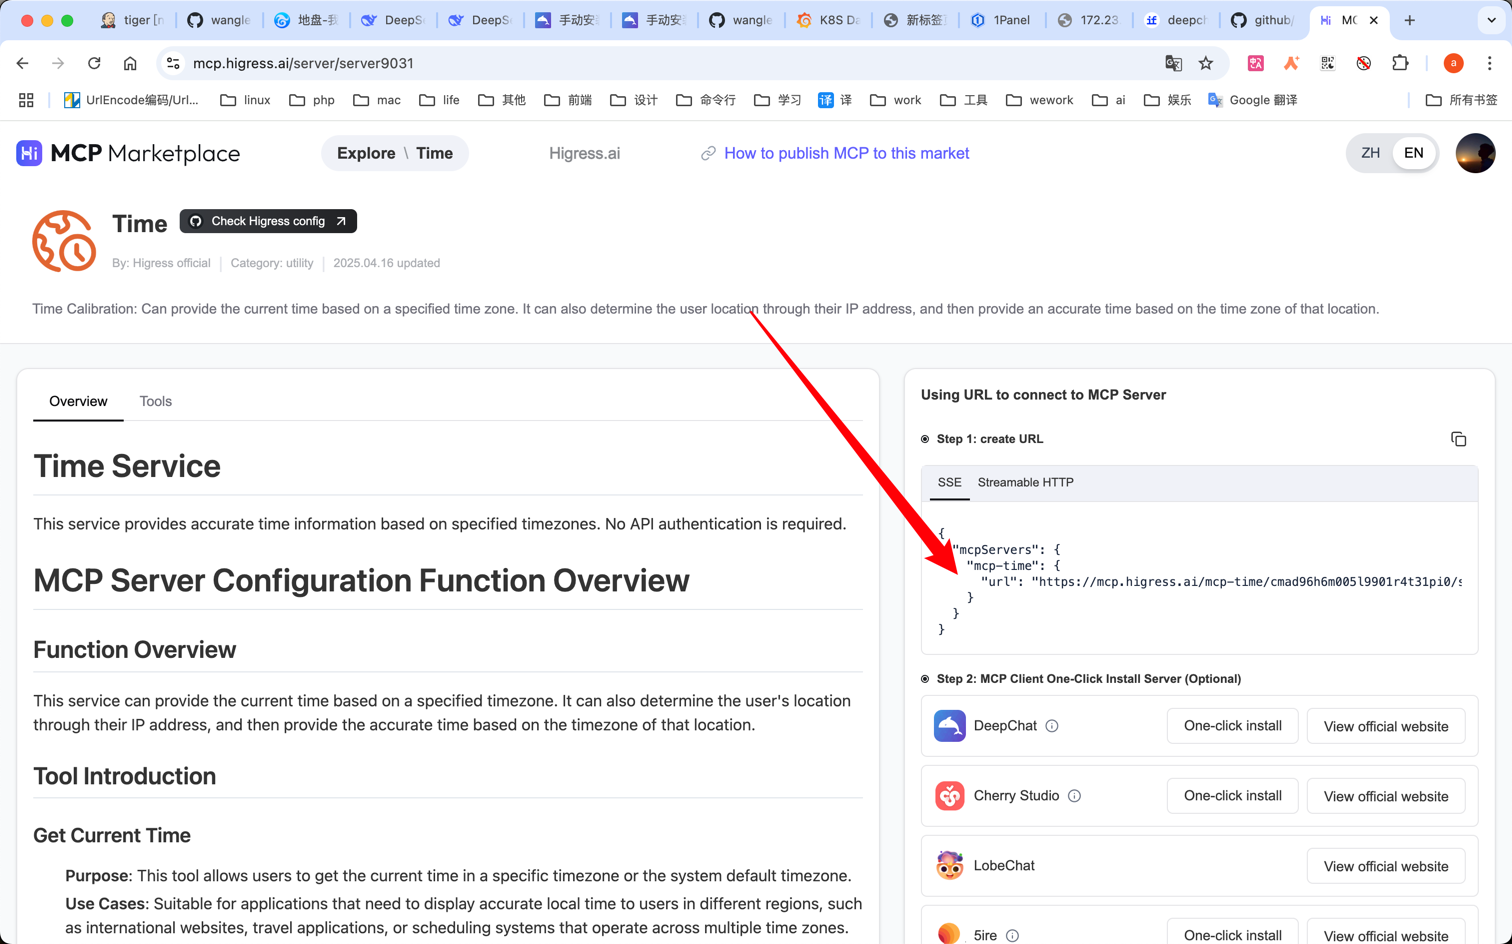 tiger [n
wangle
地盘-我
DeepS
DeepS
手动安
手动安
wangle
K8S Da
新标签
1Panel
172.23.
deepch
github/
Hi MC
mcp.higress.ai/server/server9031
UrlEncode编码/Url...
linux
php
mac
life
其他
前端
设计
命令行
学习
译 译
work
工具
wework
ai
娱乐
Google 翻译
所有书签
Hi MCP Marketplace
Explore \ Time
Higress.ai
How to publish MCP to this market
ZH EN
Time
Check Higress config
By: Higress official
Category: utility
2025.04.16 updated
Time Calibration: Can provide the current time based on a specified time zone. It can also determine the user location through their IP address, and then provide an accurate time based on the time zone of that location.
Overview
Tools
Time Service
This service provides accurate time information based on specified timezones. No API authentication is required.
MCP Server Configuration Function Overview
Function Overview
This service can provide the current time based on a specified timezone. It can also determine the user's location
through their IP address, and then provide the accurate time based on the timezone of that location.
Tool Introduction
Get Current Time
Purpose: This tool allows users to get the current time in a specific timezone or the system default timezone.
Use Cases: Suitable for applications that need to display accurate local time to users in different regions, such
as international websites, travel applications, or scheduling systems that operate across multiple time zones.
Using URL to connect to MCP Server
Step 1: create URL
SSE
Streamable HTTP
{
"mcpServers": {
"mcp-time": {
"url": "https://mcp.higress.ai/mcp-time/cmad96h6m005l9901r4t31pi0/s
}
}
}
Step 2: MCP Client One-Click Install Server (Optional)
DeepChat
One-click install
View official website
Cherry Studio
One-click install
View official website
LobeChat
View official website
5ire
One-click install
View official website